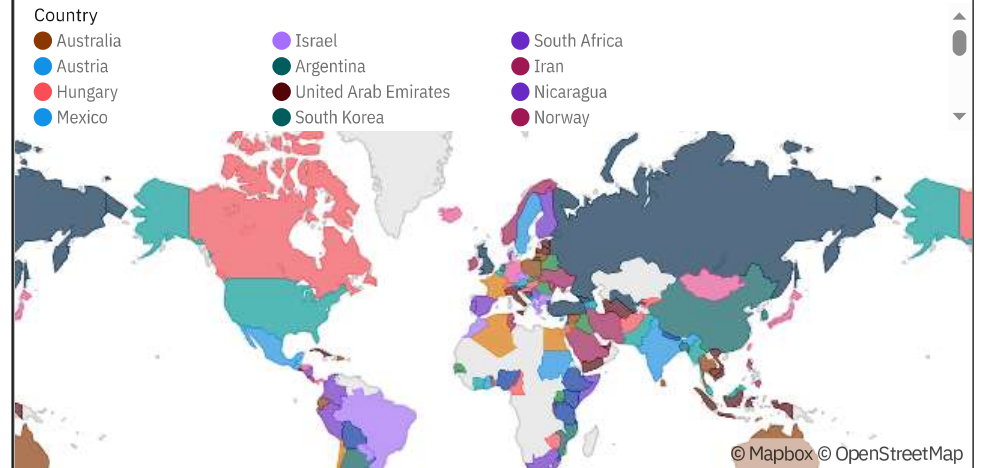 Country
Australia Israel South Africa
Austria Argentina Iran
Hungary United Arab Emirates Nicaragua
Mexico South Korea Norway
© Mapbox © OpenStreetMap